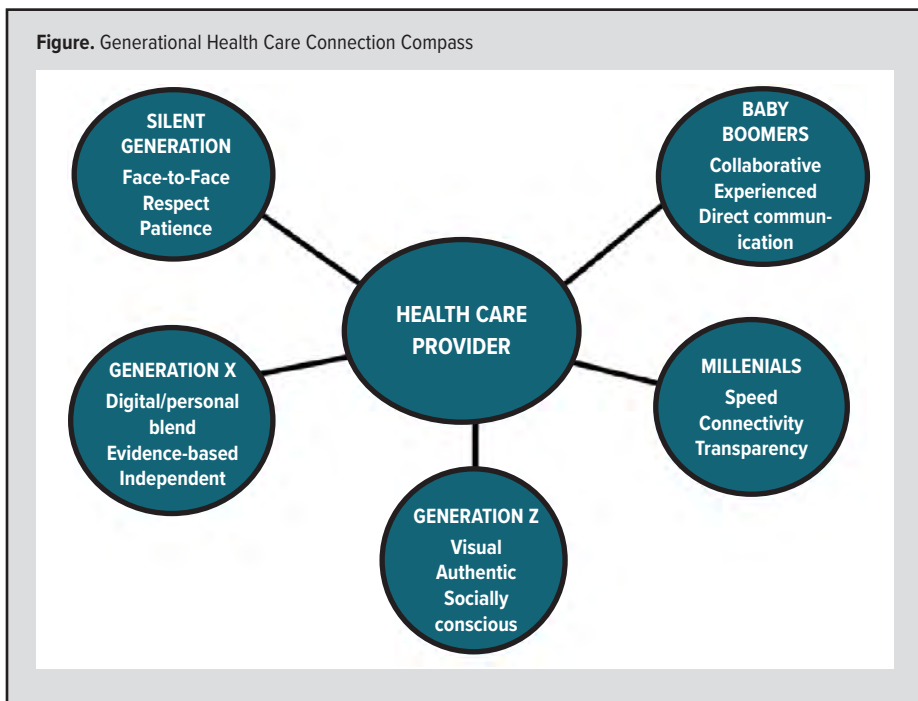 Figure. Generational Health Care Connection Compass
SILENT
GENERATION
Face-to-Face
Respect
Patience
BABY
BOOMERS
Collaborative
Experienced
Direct commun-
ication
HEALTH CARE
PROVIDER
GENERATION X
Digital/personal
blend
Evidence-based
Independent
MILLENIALS
Speed
Connectivity
Transparency
GENERATION Z
Visual
Authentic
Socially
conscious